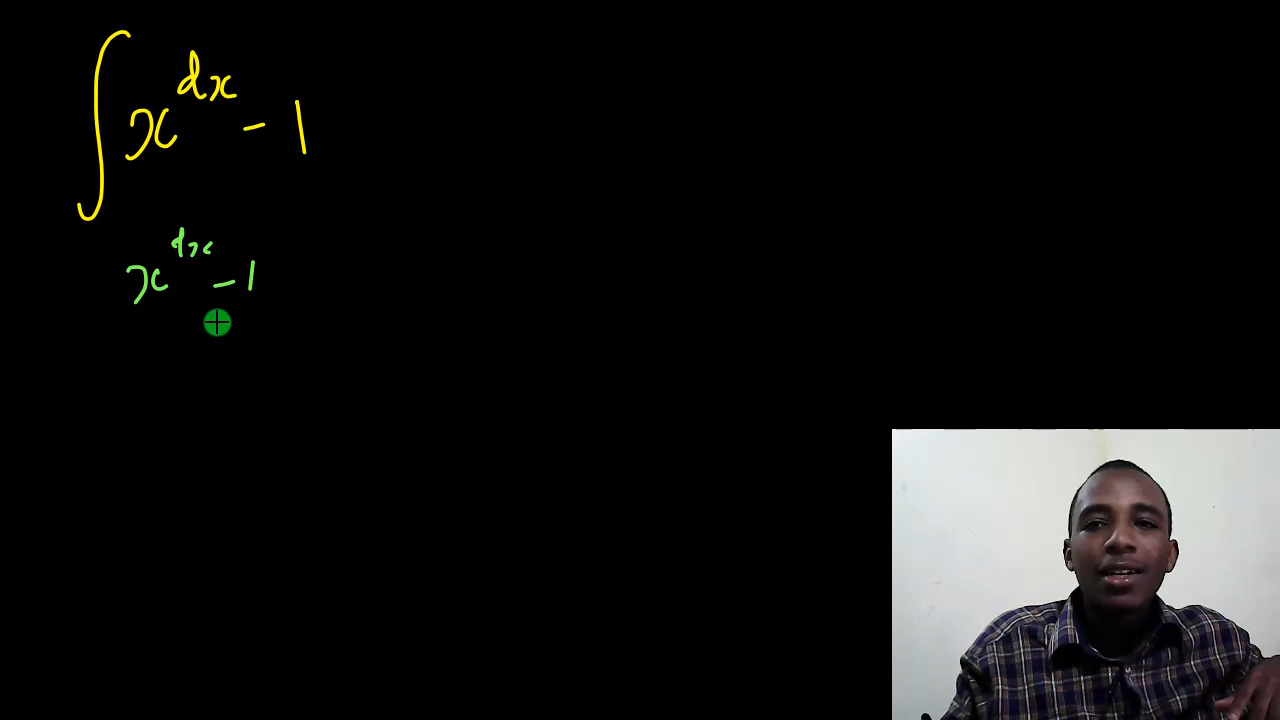 ∫ x^{dx} - 1
x^{dx} - 1